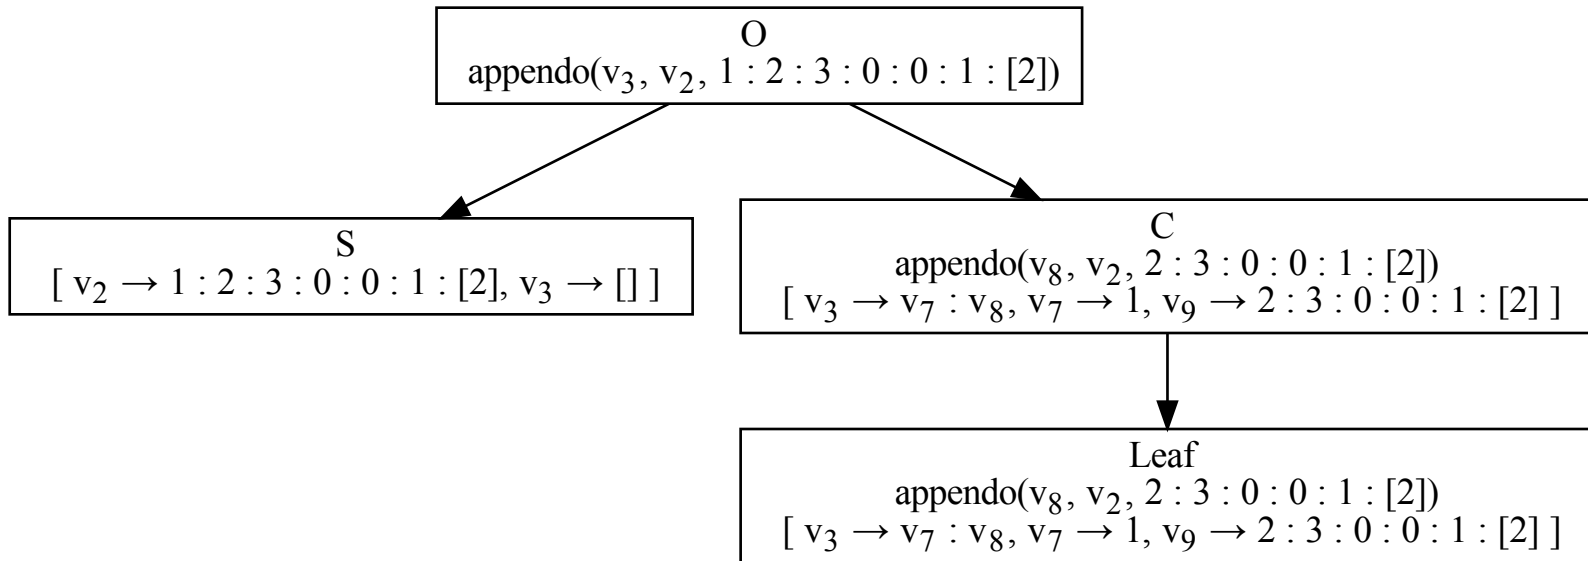 O
appendo(v₃, v₂, 1 : 2 : 3 : 0 : 0 : 1 : [2])
S
[ v₂ → 1 : 2 : 3 : 0 : 0 : 1 : [2], v₃ → [] ]
C
appendo(v₈, v₂, 2 : 3 : 0 : 0 : 1 : [2])
[ v₃ → v₇ : v₈, v₇ → 1, v₉ → 2 : 3 : 0 : 0 : 1 : [2] ]
Leaf
appendo(v₈, v₂, 2 : 3 : 0 : 0 : 1 : [2])
[ v₃ → v₇ : v₈, v₇ → 1, v₉ → 2 : 3 : 0 : 0 : 1 : [2] ]